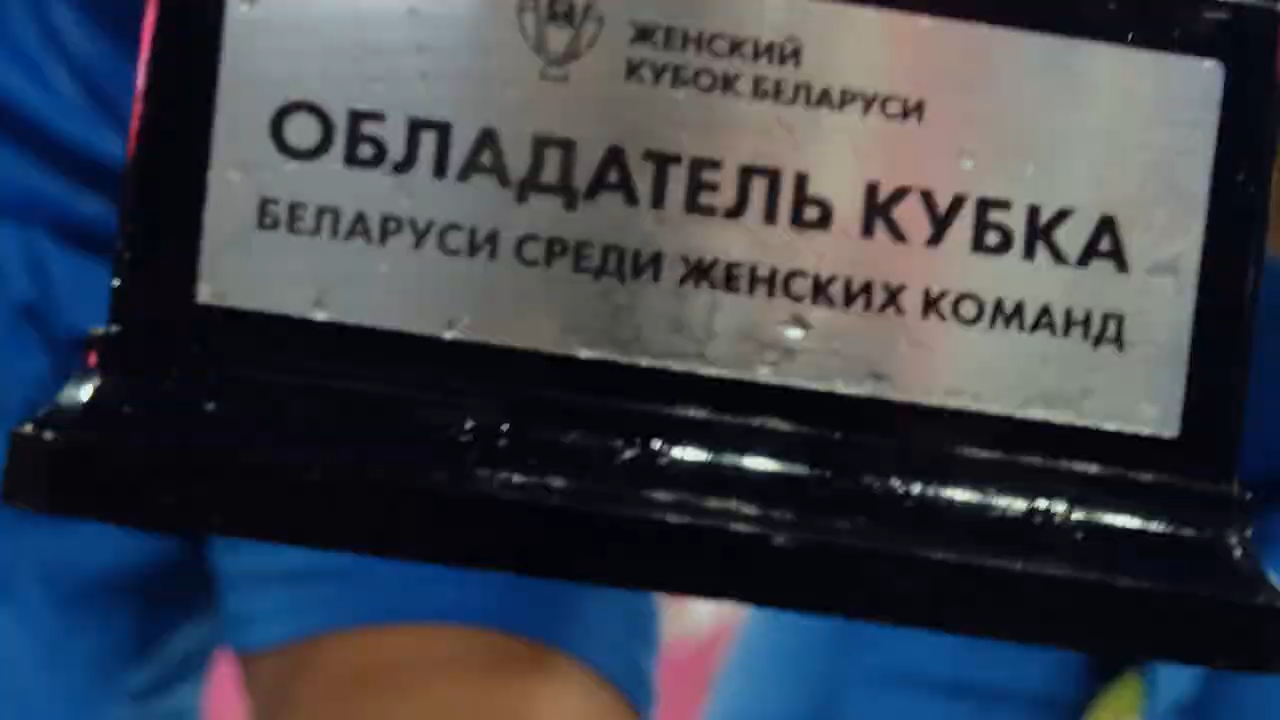 ЖЕНСКИЙ
КУБОК БЕЛАРУСИ
ОБЛАДАТЕЛЬ КУБКА
БЕЛАРУСИ СРЕДИ ЖЕНСКИХ КОМАНД